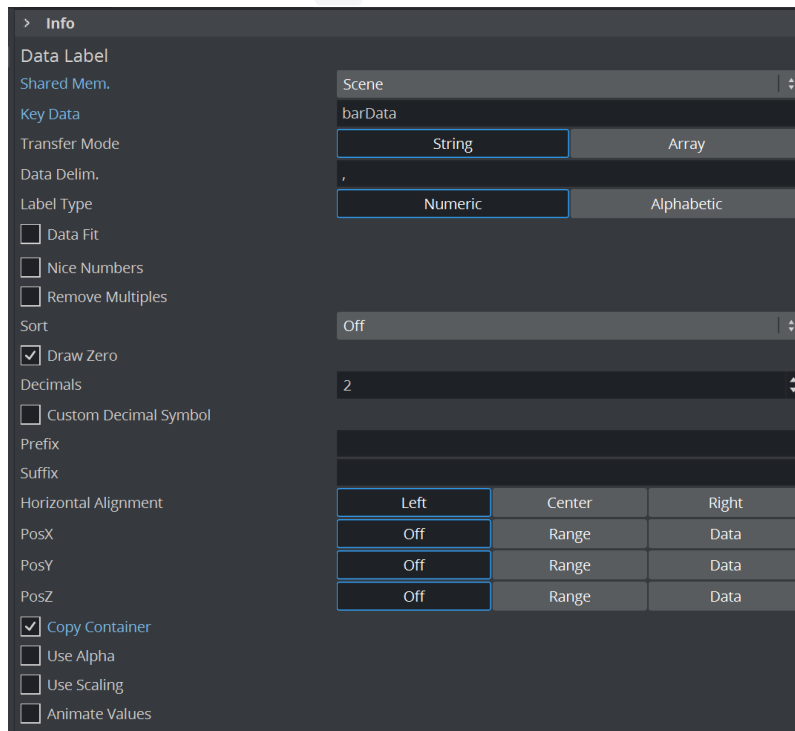 Info
Data Label
Shared Mem. Scene
Key Data barData
Transfer Mode String Array
Data Delim. ,
Label Type Numeric Alphabetic
Data Fit
Nice Numbers
Remove Multiples
Sort Off
Draw Zero
Decimals 2
Custom Decimal Symbol
Prefix
Suffix
Horizontal Alignment Left Center Right
PosX Off Range Data
PosY Off Range Data
PosZ Off Range Data
Copy Container
Use Alpha
Use Scaling
Animate Values